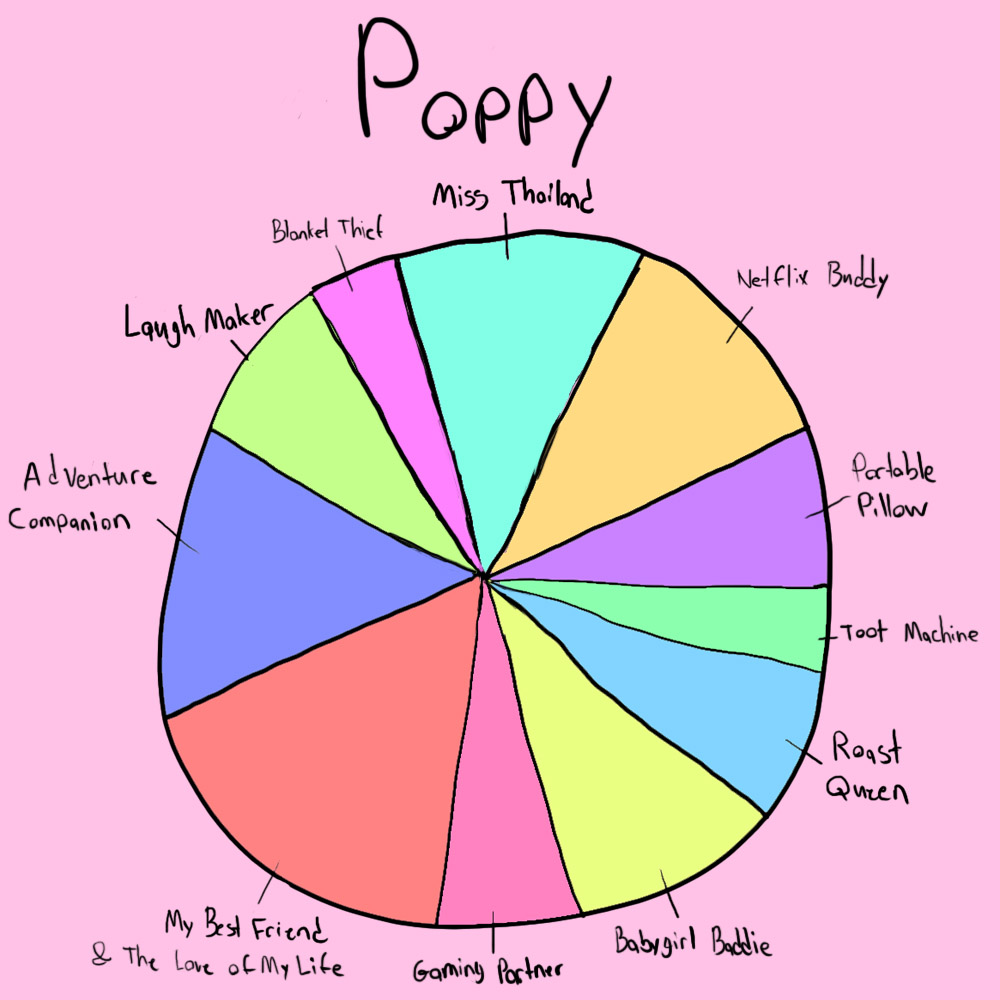 Poppy
Miss Thailand
Blanket Thief
Netflix Buddy
Laugh Maker
Adventure
Companion
Portable
Pillow
Toot Machine
Roast
Queen
My Best Friend
& The Love of My Life
Gaming Partner
Babygirl Baddie